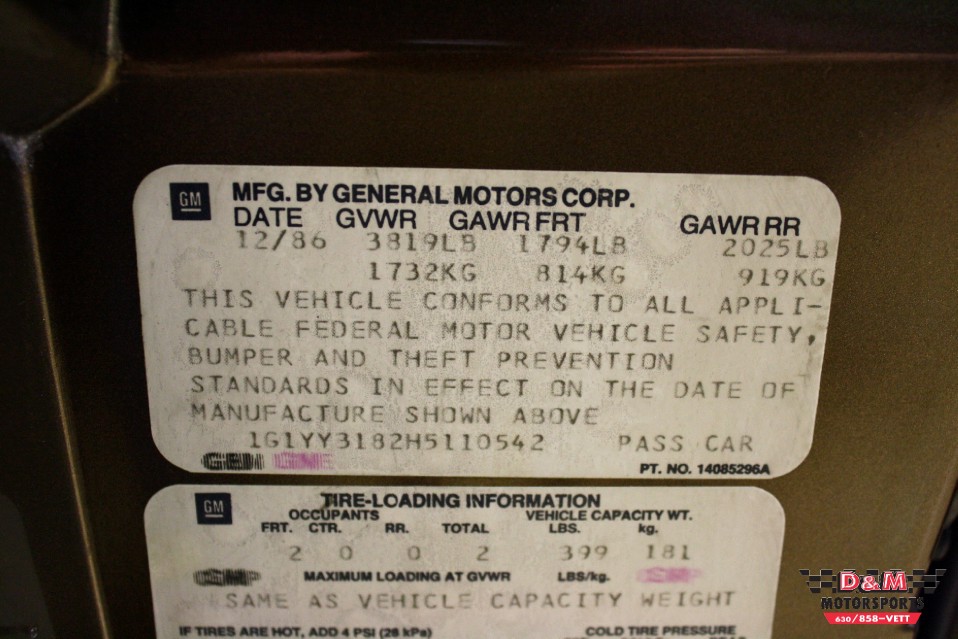 GM MFG. BY GENERAL MOTORS CORP.
DATE GVWR GAWR FRT GAWR RR
12/86 3819LB 1794LB 2025LB
1732KG 814KG 919KG
THIS VEHICLE CONFORMS TO ALL APPLI-
CABLE FEDERAL MOTOR VEHICLE SAFETY,
BUMPER AND THEFT PREVENTION
STANDARDS IN EFFECT ON THE DATE OF
MANUFACTURE SHOWN ABOVE
1G1YY3182H5110542 PASS CAR
PT. NO. 14085296A
GM TIRE-LOADING INFORMATION
OCCUPANTS VEHICLE CAPACITY WT.
FRT. CTR. RR. TOTAL LBS. kg.
2 0 0 2 399 181
MAXIMUM LOADING AT GVWR LBS/kg.
SAME AS VEHICLE CAPACITY WEIGHT
IF TIRES ARE HOT, ADD 4 PSI (28 kPa) COLD TIRE PRESSURE
D&M
MOTORSPORTS
630/858-VETT